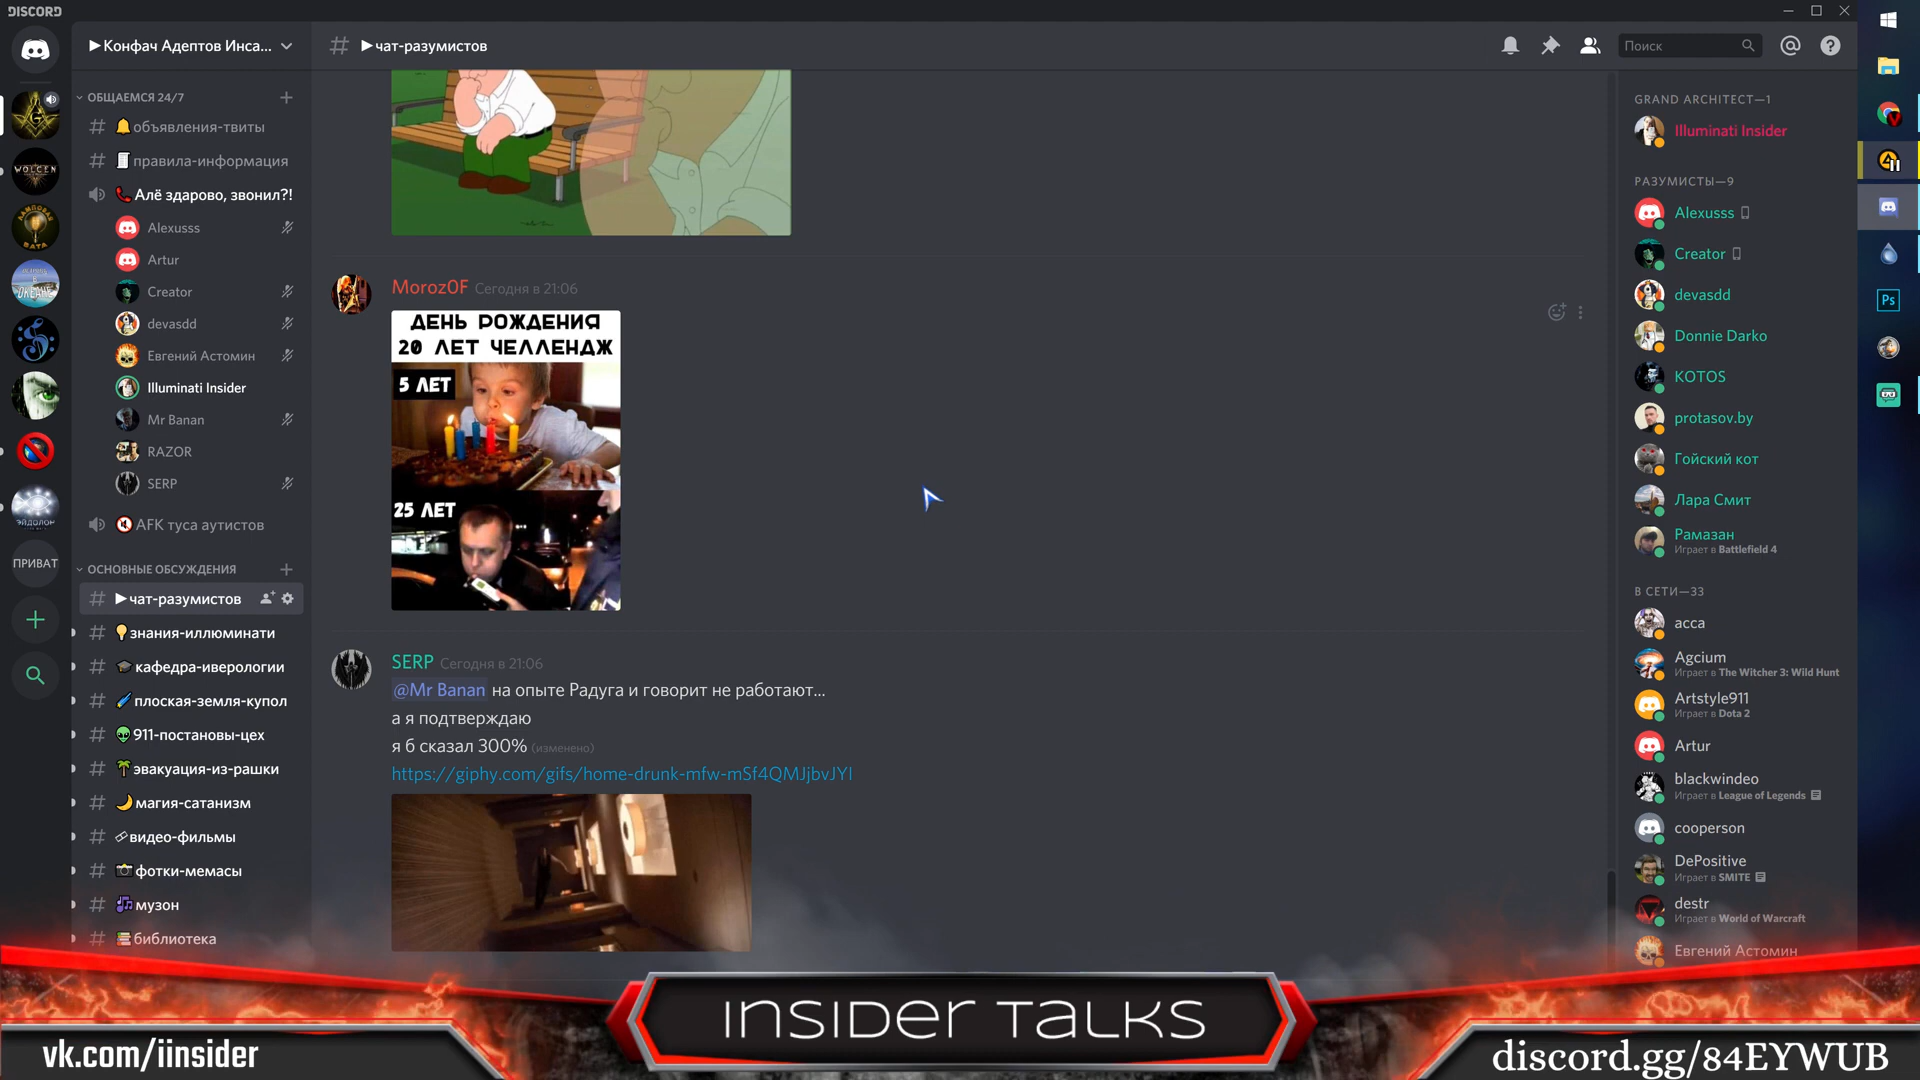 DISCORD
▶Конфач Адептов Инса...
ОБЩАЕМСЯ 24/7
объявления-твиты
правила-информация
Алё здарово, звонил?!
Alexusss
Artur
Creator
devasdd
Евгений Астомин
Illuminati Insider
Mr Banan
RAZOR
SERP
AFK туса аутистов
ОСНОВНЫЕ ОБСУЖДЕНИЯ
▶чат-разумистов
знания-иллюминати
кафедра-иверологии
плоская-земля-купол
911-постановы-цех
эвакуация-из-рашки
магия-сатанизм
видео-фильмы
фотки-мемасы
музон
библиотека
WOLCEN
ЛАМПОВАЯ
ВАТА
ОКЕАНЕ
ЭЙДОЛОН
ПРИВАТ
# ▶чат-разумистов
Поиск
Moroz0F Сегодня в 21:06
ДЕНЬ РОЖДЕНИЯ
20 ЛЕТ ЧЕЛЛЕНДЖ
5 ЛЕТ
25 ЛЕТ
SERP Сегодня в 21:06
@Mr Banan на опыте Радуга и говорит не работают...
а я подтверждаю
я б сказал 300% (изменено)
https://giphy.com/gifs/home-drunk-mfw-mSf4QMJjbvJYI
GRAND ARCHITECT—1
Illuminati Insider
РАЗУМИСТЫ—9
Alexusss
Creator
devasdd
Donnie Darko
KOTOS
protasov.by
Гойский кот
Лара Смит
Рамазан
Играет в Battlefield 4
В СЕТИ—33
acca
Agcium
Играет в The Witcher 3: Wild Hunt
Artstyle911
Играет в Dota 2
Artur
blackwindeo
Играет в League of Legends
cooperson
DePositive
Играет в SMITE
destr
Играет в World of Warcraft
Евгений Астомин
Ps
INSIDER TALKS
vk.com/iinsider
discord.gg/84EYWUB